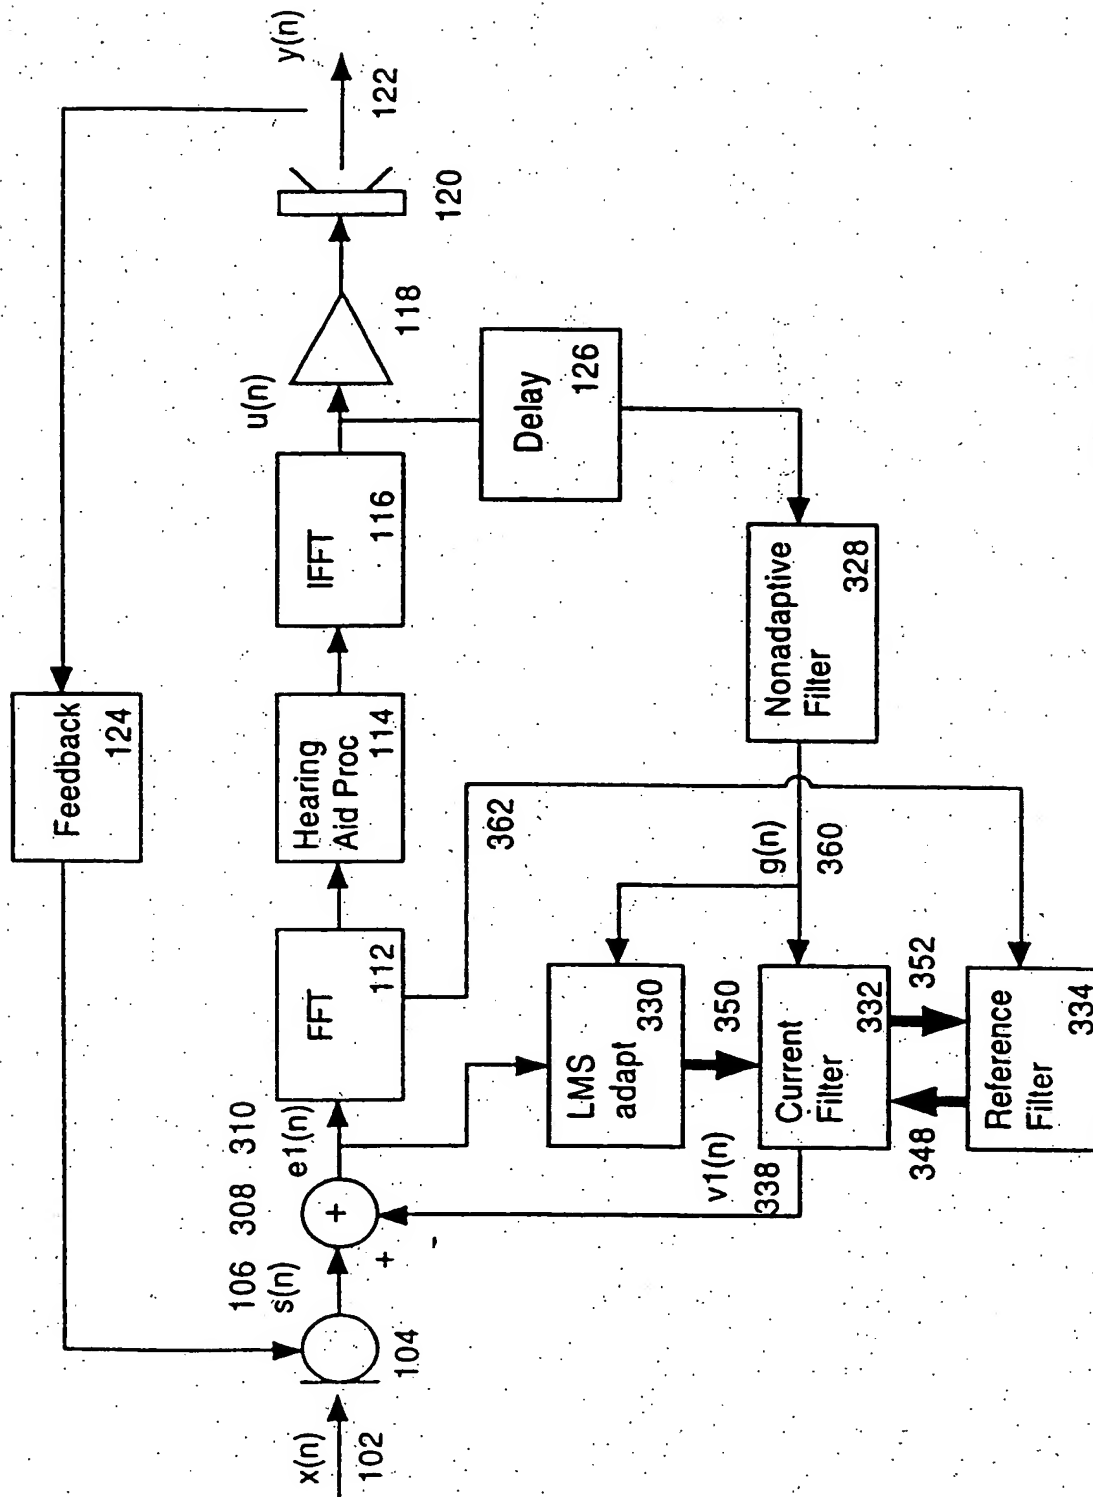 Feedback
124
x(n)
102
104
106
s(n)
308
+
+
310
e1(n)
FFT
112
Hearing
Aid Proc
114
IFFT
116
u(n)
118
120
y(n)
122
Delay
126
362
LMS
adapt
330
g(n)
360
Nonadaptive
Filter
328
350
v1(n)
338
Current
Filter
332
352
348
Reference
Filter
334